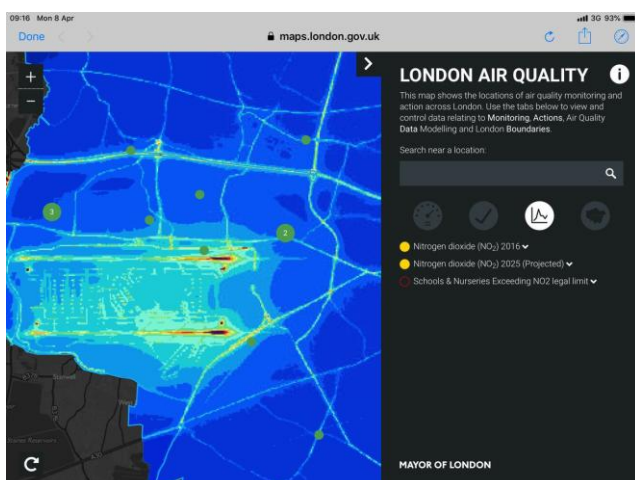 09:16 Mon 8 Apr
3G 93%
Done
maps.london.gov.uk
+
−
3
2
LONDON AIR QUALITY
i
This map shows the locations of air quality monitoring and
action across London. Use the tabs below to view and
control data relating to Monitoring, Actions, Air Quality
Data Modelling and London Boundaries.
Search near a location:
Nitrogen dioxide (NO₂) 2016
Nitrogen dioxide (NO₂) 2025 (Projected)
Schools & Nurseries Exceeding NO2 legal limit
Stanwell
MAYOR OF LONDON